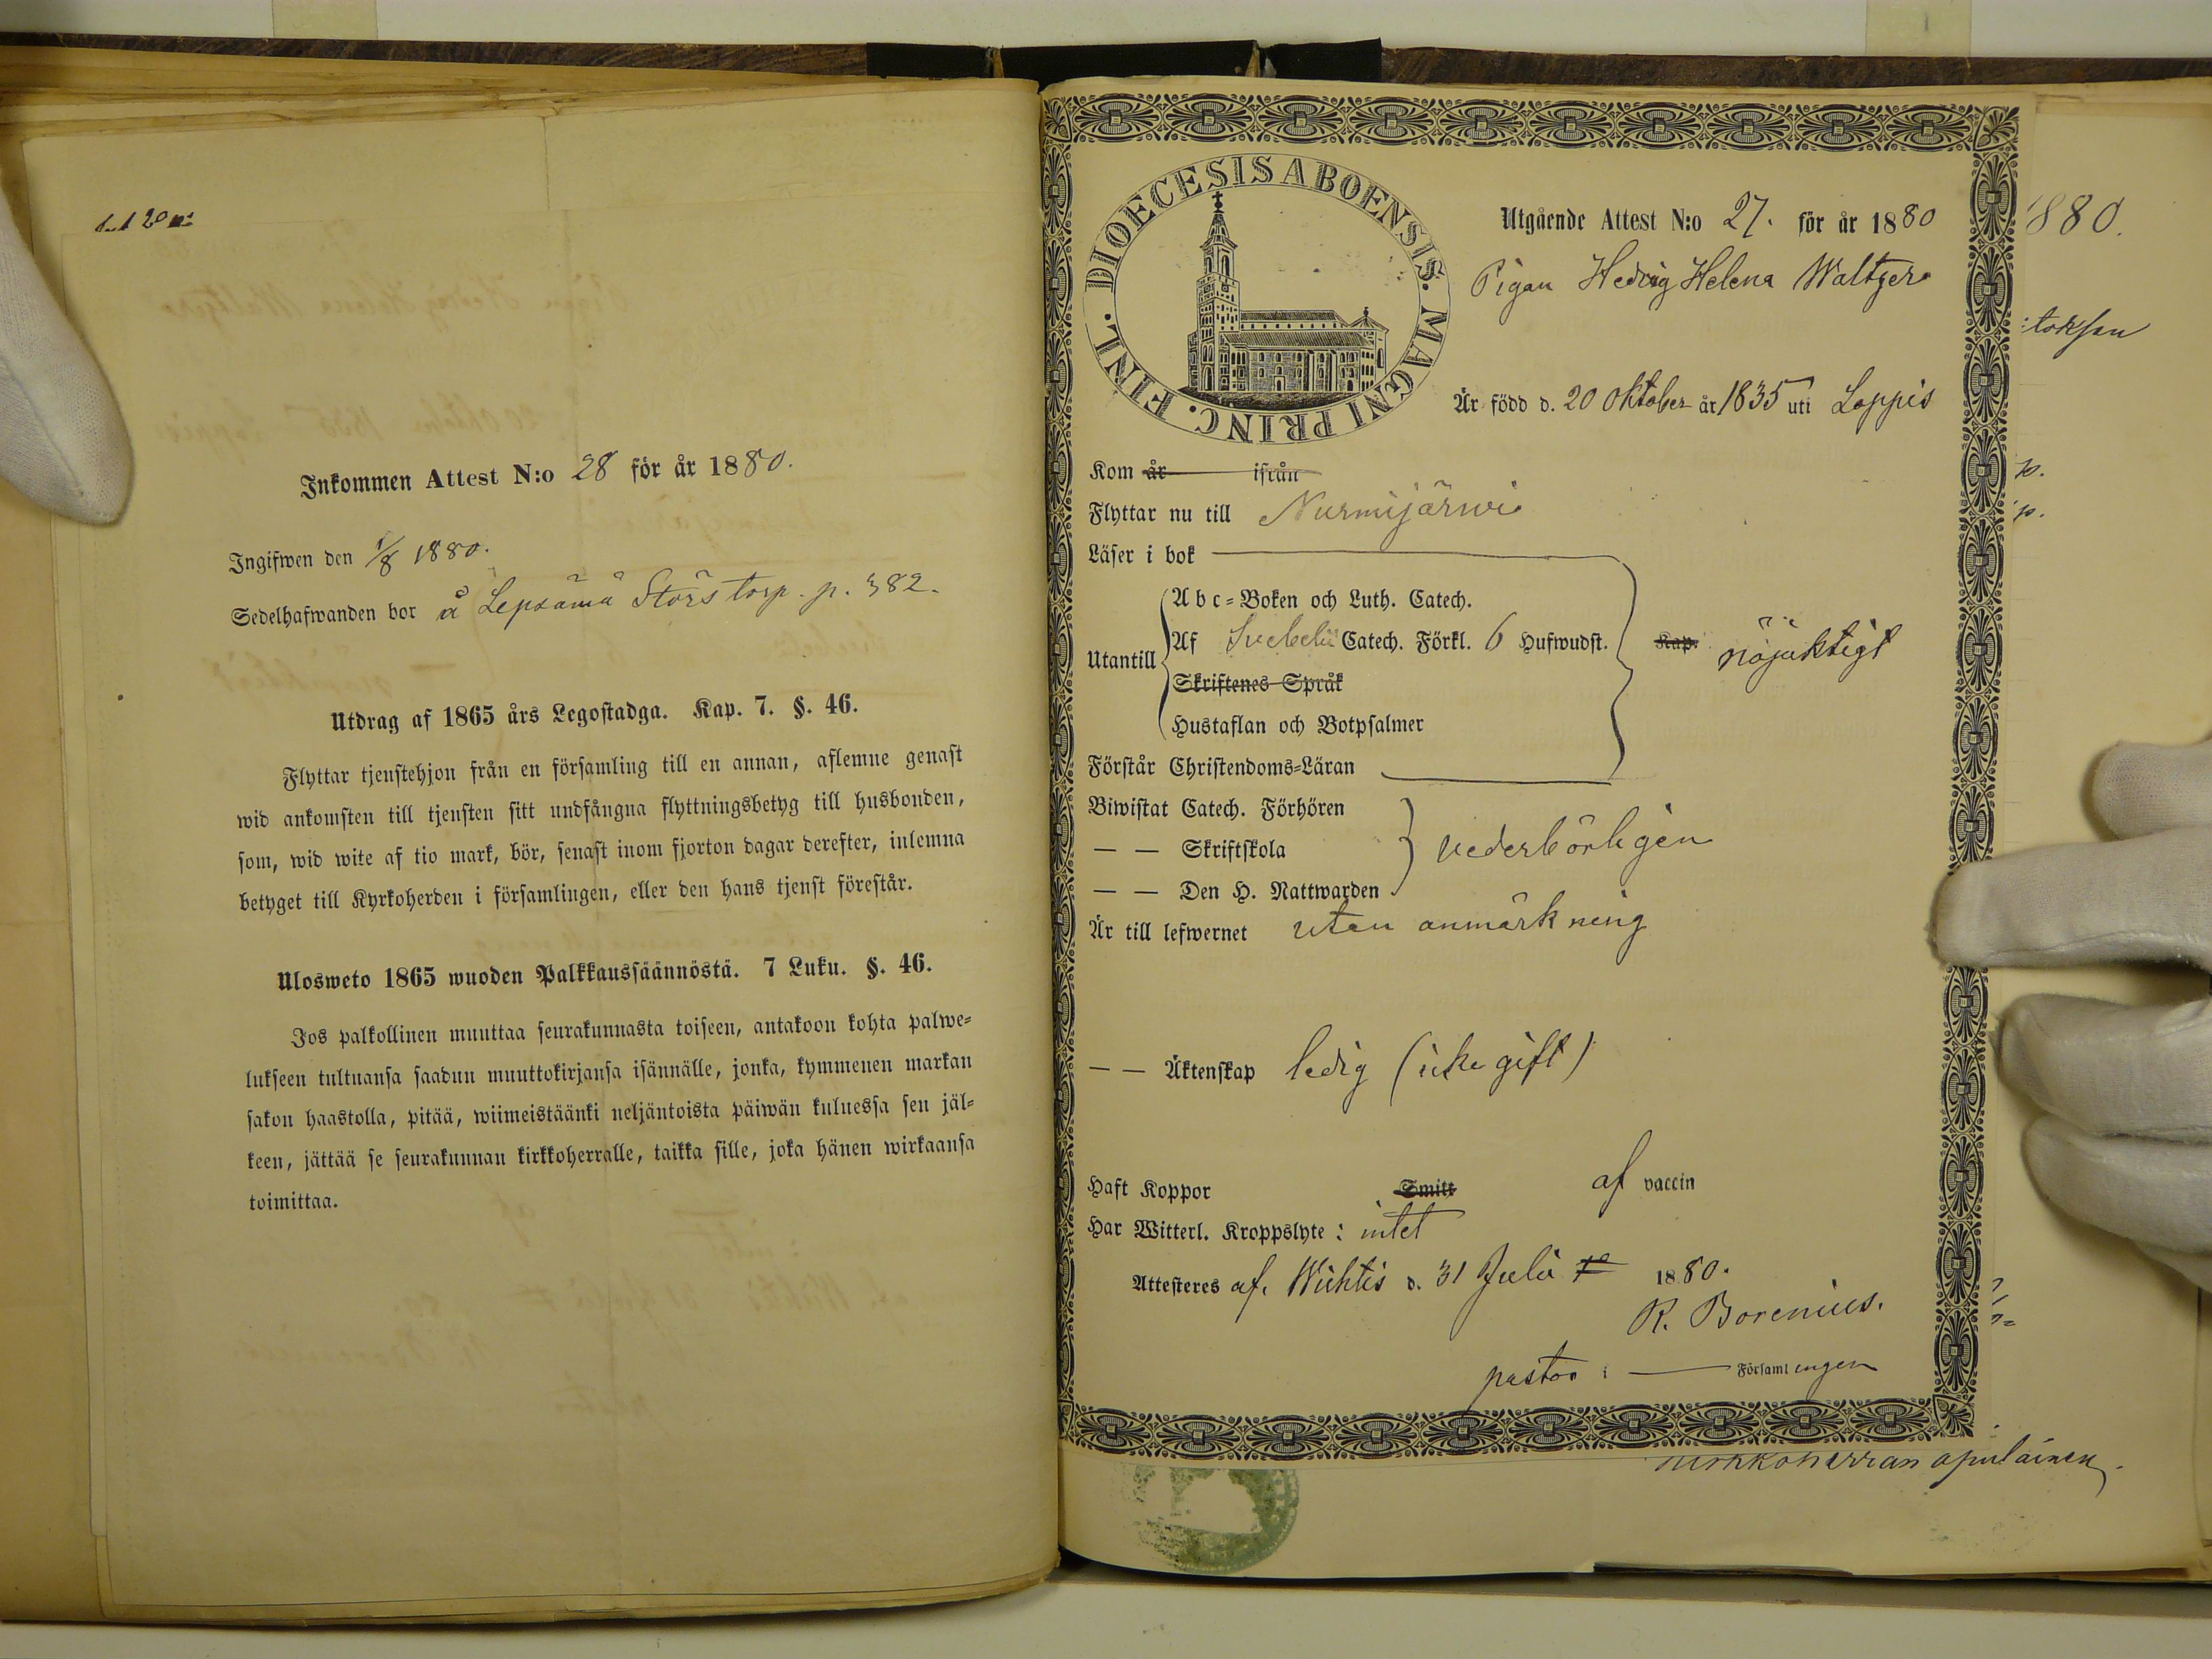 Inkommen Attest N:o 28 för år 1880.
Ingifwen den 1/8 1880.
Sedelhafwanden bor å Lepsämä Störs torp. p. 382.
Utdrag af 1865 års Legostadga. Kap. 7. §. 46.
Flyttar tjenstehjon från en församling till en annan, aflemne genast
wid ankomsten till tjensten sitt undfångna flyttningsbetyg till husbonden,
som, wid wite af tio mark, bör, senast inom fjorton dagar derefter, inlemna
betyget till Kyrkoherden i församlingen, eller den hans tjenst förestår.
Ulosweto 1865 wuoden Palkkaussäännöstä. 7 Luku. §. 46.
Jos palkollinen muuttaa seurakunnasta toiseen, antakoon kohta palwe-
lukseen tultuansa saadun muuttokirjansa isännälle, jonka, kymmenen markan
sakon haastolla, pitää, wiimeistäänki neljäntoista päiwän kuluessa sen jäl-
keen, jättää se seurakunnan kirkkoherralle, taikka sille, joka hänen wirkaansa
toimittaa.
DIOECESIS ABOENSIS. MAGNI PRINC. FINL.
Utgående Attest N:o 27. för år 1880
Pigan Hedvig Helena Waltzer
Är född d. 20 Oktober år 1835 uti Loppis
Kom år ifrån
Flyttar nu till Nurmijärwi
Läser i bok
Utantill
Abc-Boken och Luth. Catech.
Af Svebelii Catech. Förkl. 6 Hufwudst.
Kap. nöjaktigt
Skriftenes Språk
Hustaflan och Botpsalmer
Förstår Christendoms-Läran
Biwistat Catech. Förhören
— — Skriftskola
vederbörligen
— — Den H. Nattwarden
Är till lefwernet utan anmärkning
— — Äktenskap ledig (icke gift)
Haft Koppor Smitt af vaccin
Har Witterl. Kroppslyte: intet
Attesteres af. Wichtis d. 31 Julii 1880.
R. Borenius.
pastor i — Församlingen
880.
toksen
p.
p.
apulainen.